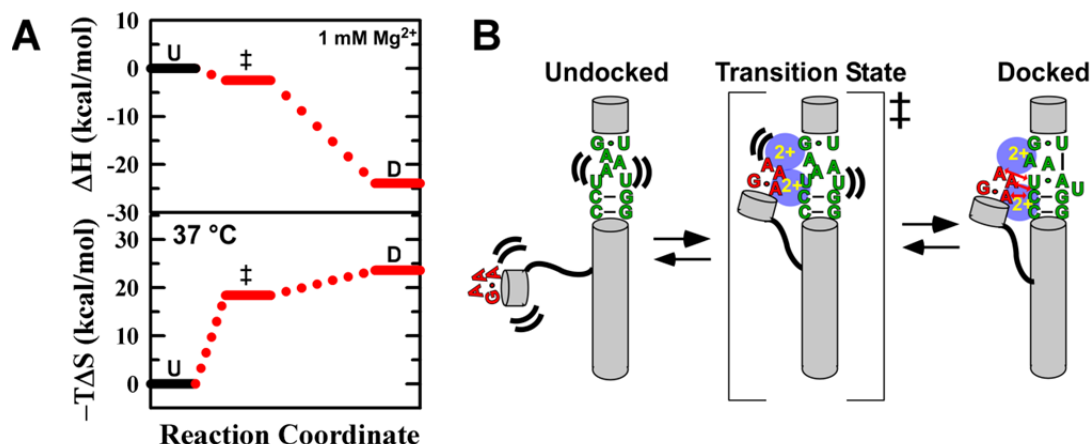 A
10
0
-10
-20
-30
ΔH (kcal/mol)
1 mM Mg2+
U
‡
D
30
20
10
0
−TΔS (kcal/mol)
37 °C
U
‡
D
Reaction Coordinate
B
Undocked
Transition State
Docked
‡
G•U
A
A A
U A
U
C–G
C–G
A A
G•A
G•U
2+
A
A A
A A
G•A
2+
U U
A
C–G
C–G
G•U
2+
A A
A A
G•A
U•A
2+
C–G
C–G